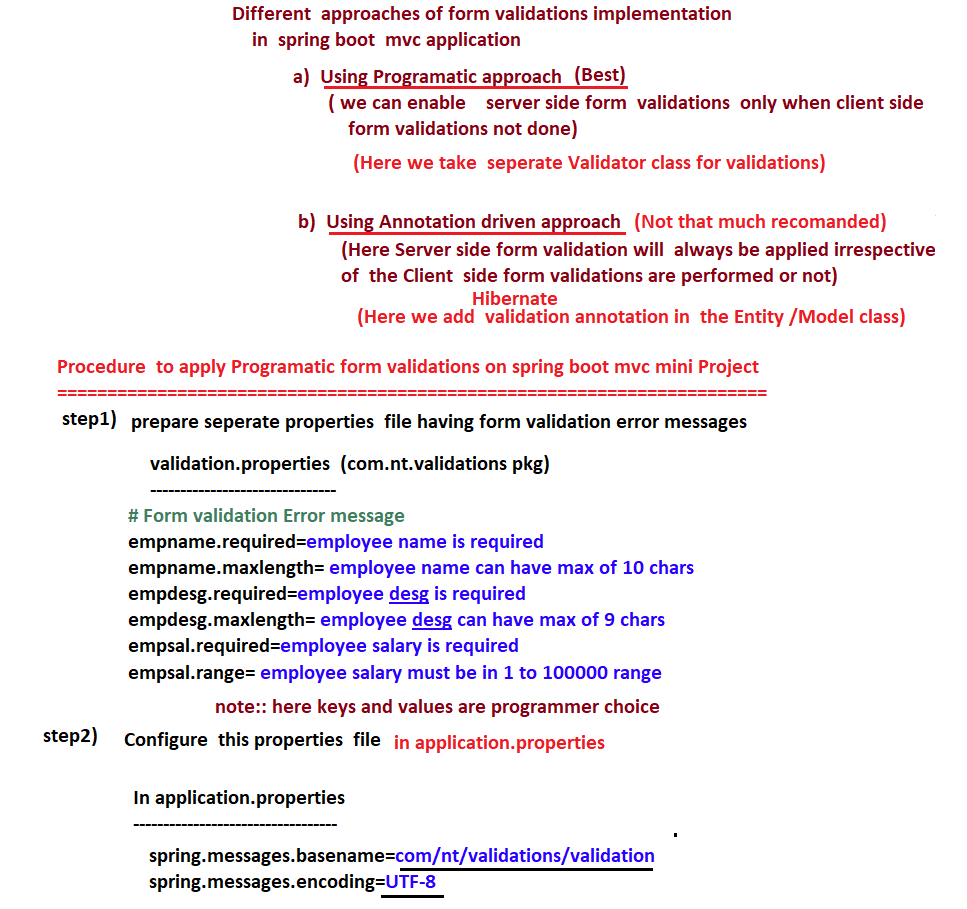 Different approaches of form validations implementation
in spring boot mvc application
a) Using Programatic approach (Best)
( we can enable server side form validations only when client side
form validations not done)
(Here we take seperate Validator class for validations)
b) Using Annotation driven approach (Not that much recomanded)
(Here Server side form validation will always be applied irrespective
of the Client side form validations are performed or not)
Hibernate
(Here we add validation annotation in the Entity /Model class)
Procedure to apply Programatic form validations on spring boot mvc mini Project
=======================================================================
step1) prepare seperate properties file having form validation error messages
validation.properties (com.nt.validations pkg)
-------------------------------
# Form validation Error message
empname.required=employee name is required
empname.maxlength= employee name can have max of 10 chars
empdesg.required=employee desg is required
empdesg.maxlength= employee desg can have max of 9 chars
empsal.required=employee salary is required
empsal.range= employee salary must be in 1 to 100000 range
note:: here keys and values are programmer choice
step2) Configure this properties file in application.properties
In application.properties
----------------------------------
spring.messages.basename=com/nt/validations/validation
spring.messages.encoding=UTF-8